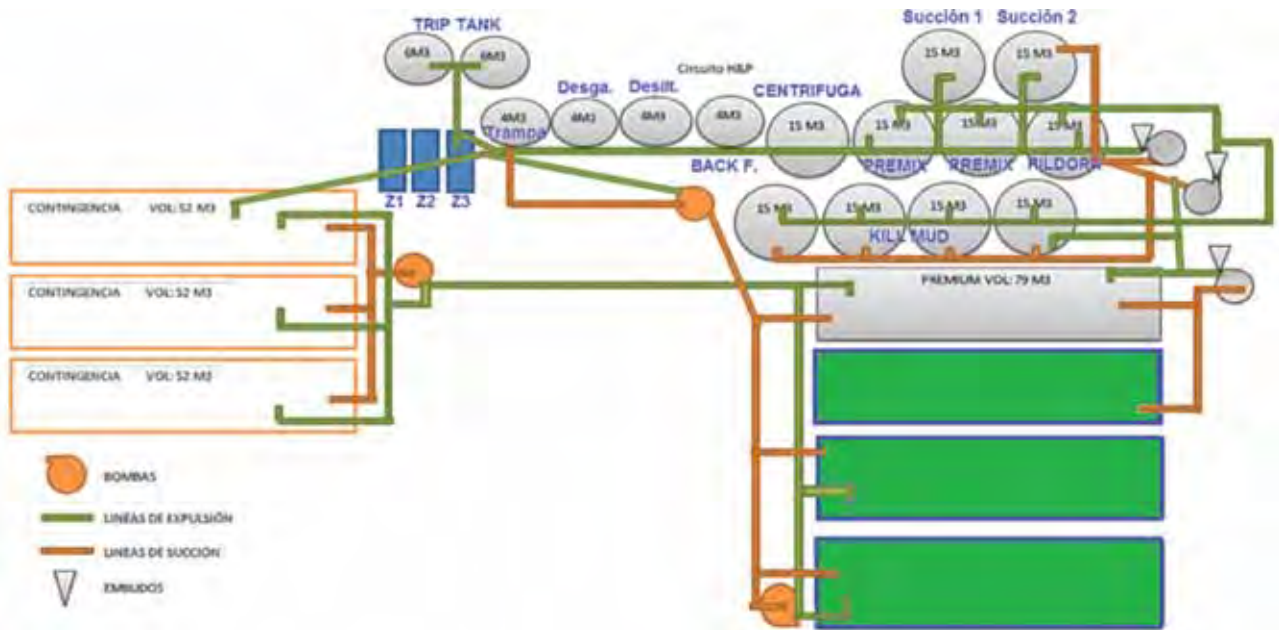 TRIP TANK
6M3
6M3
Succión 1
Succión 2
15 M3
15 M3
Circuito H&P
Desga.
Desilt.
CENTRIFUGA
4M3
4M3
4M3
4M3
15 M3
15 M3
15 M3
15 M3
Trampa
BACK F.
PREMIX
PREMIX
PILDORA
Z1
Z2
Z3
15 M3
15 M3
15 M3
15 M3
KILL MUD
CONTINGENCIA VOL: 52 M3
CONTINGENCIA VOL: 52 M3
CONTINGENCIA VOL: 52 M3
PREMIUM VOL: 79 M3
BOMBAS
LINEAS DE EXPULSIÓN
LINEAS DE SUCCIÓN
EMBUDOS